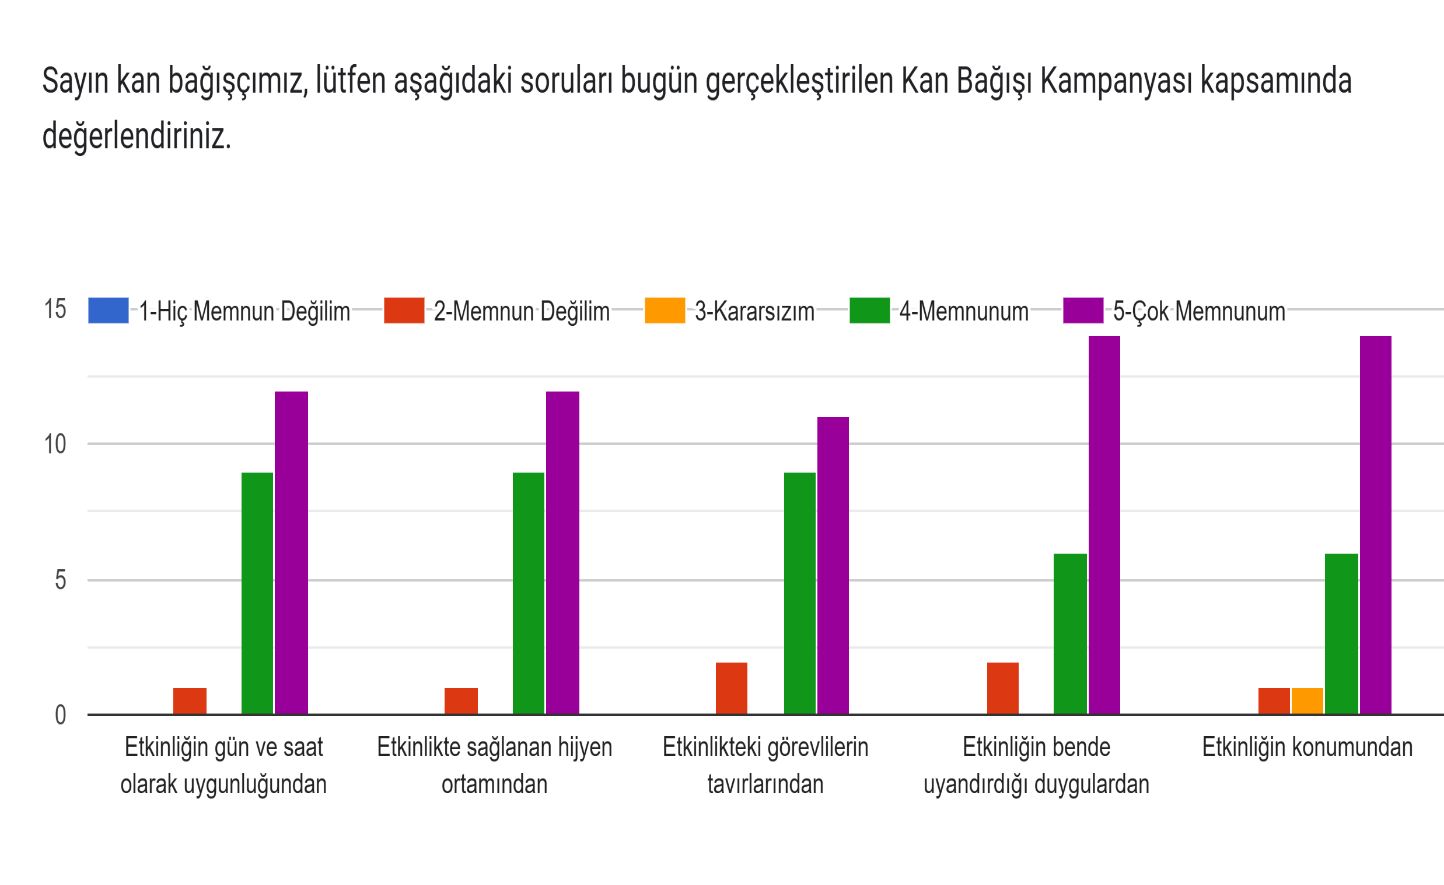 Sayın kan bağışçımız, lütfen aşağıdaki soruları bugün gerçekleştirilen Kan Bağışı Kampanyası kapsamında
değerlendiriniz.
1-Hiç Memnun Değilim 2-Memnun Değilim 3-Kararsızım 4-Memnunum 5-Çok Memnunum
15
10
5
0
Etkinliğin gün ve saat
olarak uygunluğundan
Etkinlikte sağlanan hijyen
ortamından
Etkinlikteki görevlilerin
tavırlarından
Etkinliğin bende
uyandırdığı duygulardan
Etkinliğin konumundan